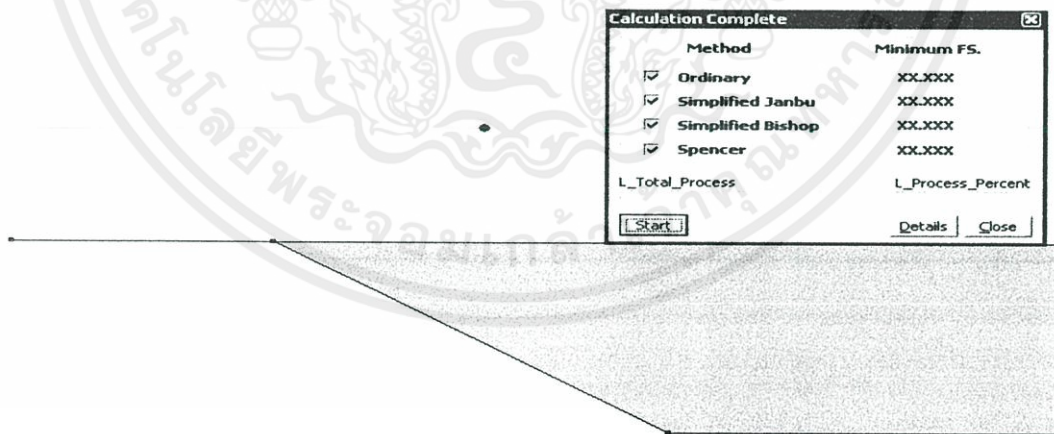 Calculation Complete
Method Minimum FS.
Ordinary XX.XXX
Simplified Janbu XX.XXX
Simplified Bishop XX.XXX
Spencer XX.XXX
L_Total_Process L_Process_Percent
Start Details Close